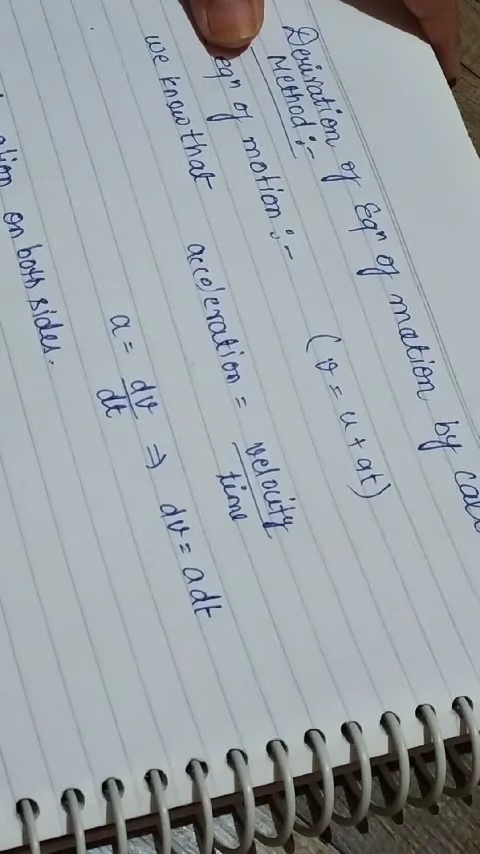 Derivation of Eqn of motion by
Method :-
eqn of motion :- (v = u + at)
we know that acceleration = velocity / time
a = dv/dt ⇒ dv = adt
on both sides.